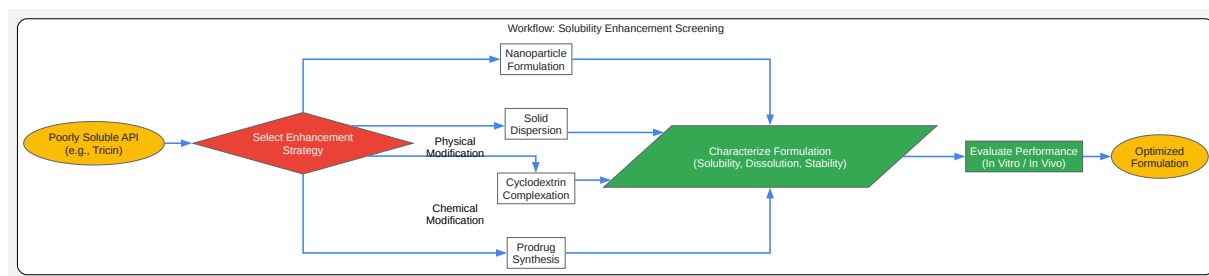 Workflow: Solubility Enhancement Screening
Nanoparticle
Formulation
Poorly Soluble API
(e.g., Tricin)
Select Enhancement
Strategy
Physical
Modification
Solid
Dispersion
Cyclodextrin
Complexation
Chemical
Modification
Prodrug
Synthesis
Characterize Formulation
(Solubility, Dissolution, Stability)
Evaluate Performance
(In Vitro / In Vivo)
Optimized
Formulation